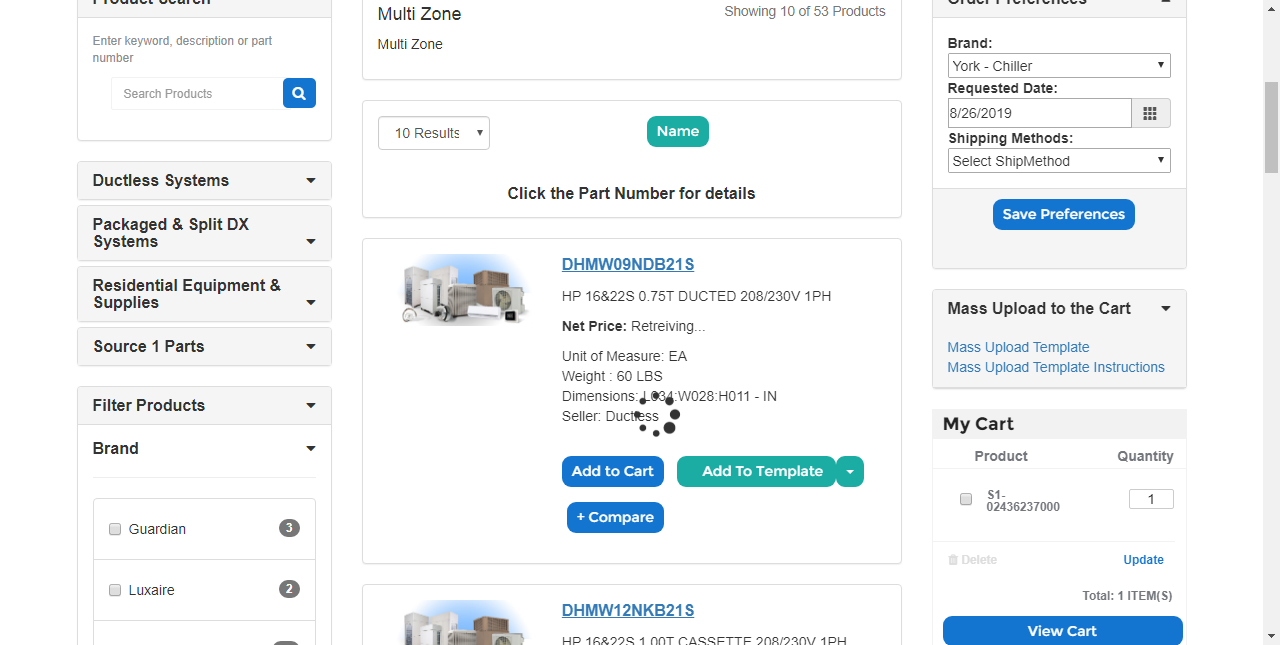 Product Search
Enter keyword, description or part
number
Search Products
Ductless Systems
Packaged & Split DX
Systems
Residential Equipment &
Supplies
Source 1 Parts
Filter Products
Brand
Guardian
3
Luxaire
2
Multi Zone
Showing 10 of 53 Products
Multi Zone
10 Results
Name
Click the Part Number for details
DHMW09NDB21S
HP 16&22S 0.75T DUCTED 208/230V 1PH
Net Price: Retreiving...
Unit of Measure: EA
Weight : 60 LBS
Dimensions: L034:W028:H011 - IN
Seller: Ductless
Add to Cart
Add To Template
+ Compare
DHMW12NKB21S
HP 16&22S 1.00T CASSETTE 208/230V 1PH
Order Preferences
Brand:
York - Chiller
Requested Date:
8/26/2019
Shipping Methods:
Select ShipMethod
Save Preferences
Mass Upload to the Cart
Mass Upload Template
Mass Upload Template Instructions
My Cart
Product Quantity
S1-
02436237000
1
Delete
Update
Total: 1 ITEM(S)
View Cart